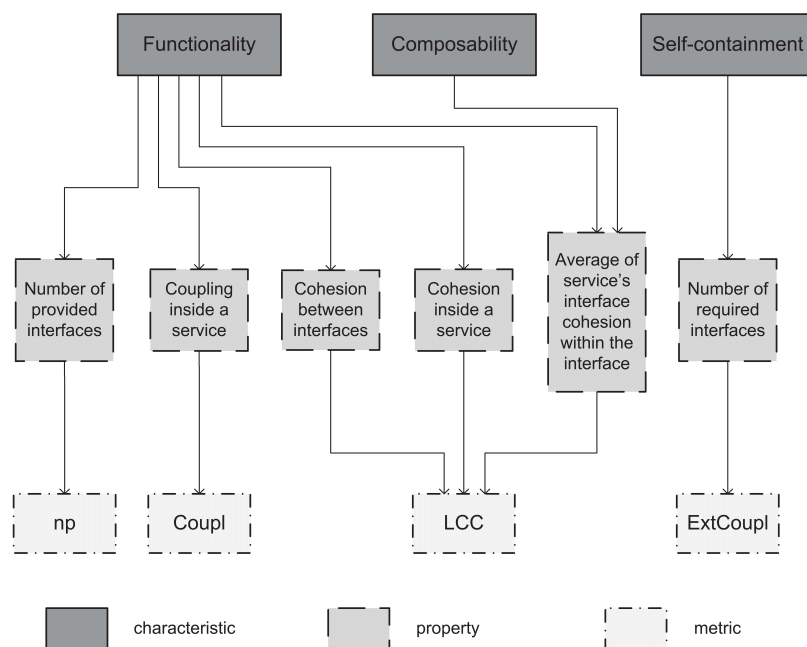 Functionality
Composability
Self-containment
Number of
provided
interfaces
Coupling
inside a
service
Cohesion
between
interfaces
Cohesion
inside a
service
Average of
service's
interface
cohesion
within the
interface
Number of
required
interfaces
np
Coupl
LCC
ExtCoupl
characteristic
property
metric